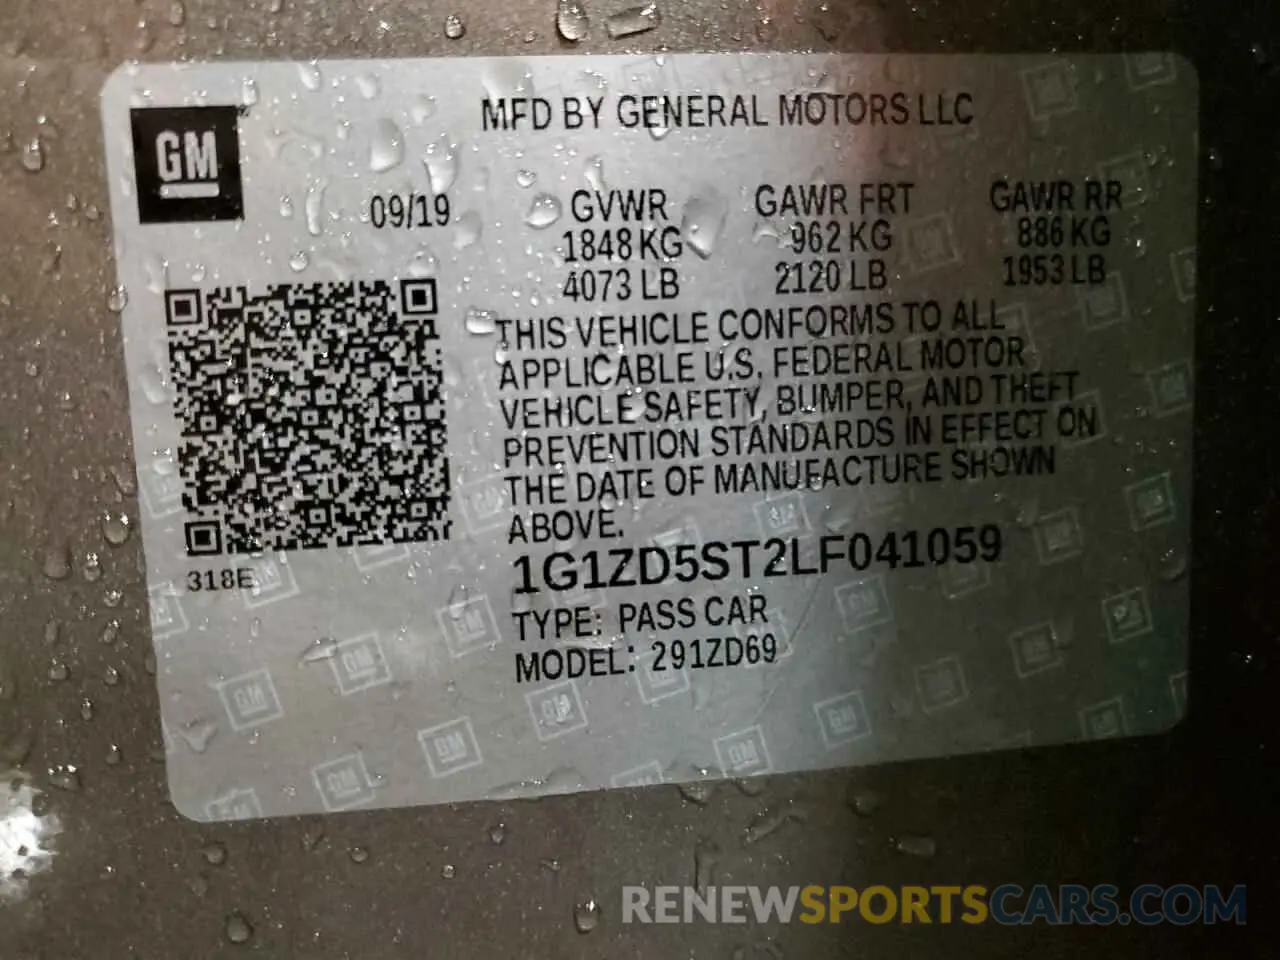 GM
MFD BY GENERAL MOTORS LLC
09/19
GVWR GAWR FRT GAWR RR
1848 KG 962 KG 886 KG
4073 LB 2120 LB 1953 LB
THIS VEHICLE CONFORMS TO ALL
APPLICABLE U.S. FEDERAL MOTOR
VEHICLE SAFETY, BUMPER, AND THEFT
PREVENTION STANDARDS IN EFFECT ON
THE DATE OF MANUFACTURE SHOWN
ABOVE.
1G1ZD5ST2LF041059
318E
TYPE: PASS CAR
MODEL: 291ZD69
RENEWSPORTSCARS.COM